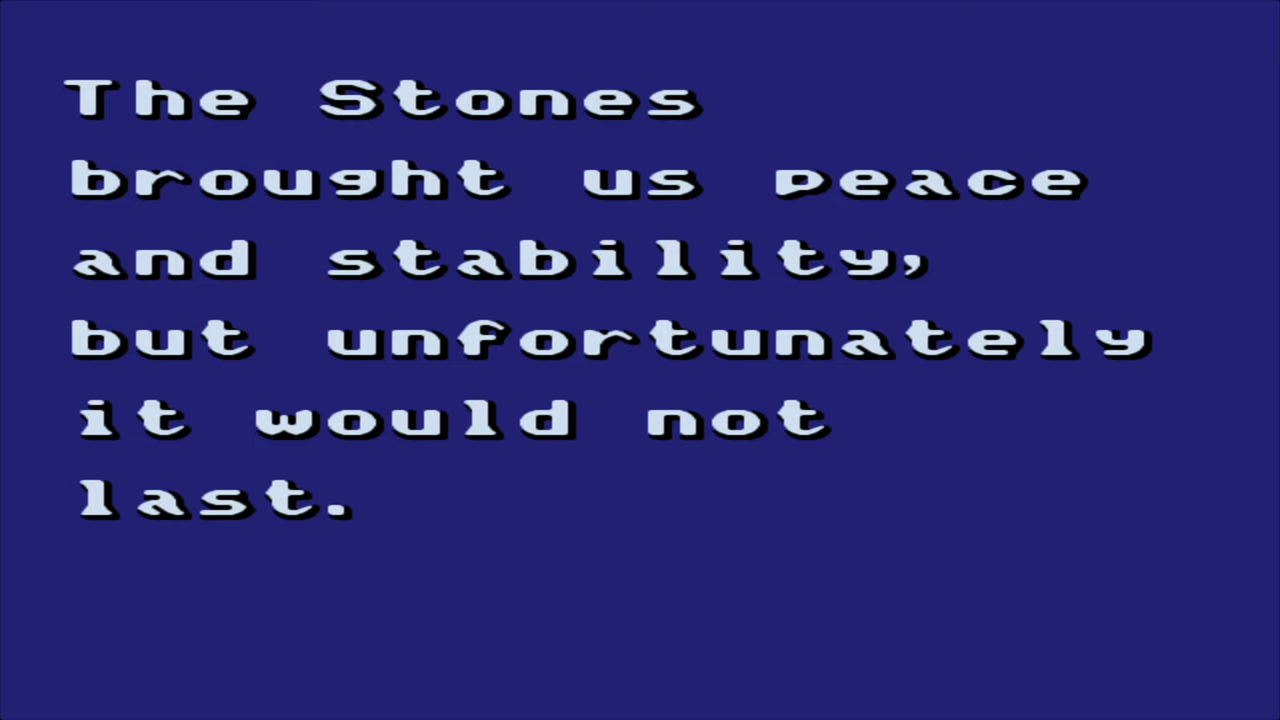 The Stones
brought us peace
and stability,
but unfortunately
it would not
last.